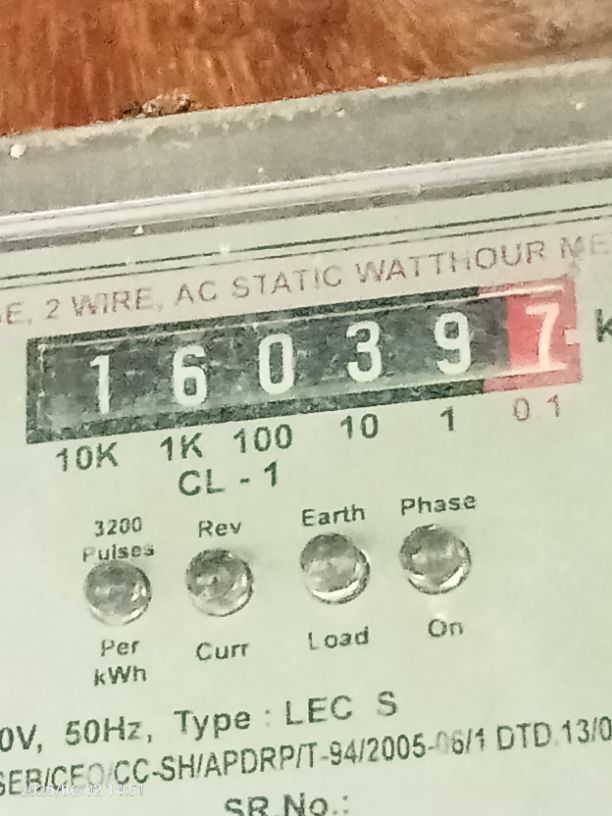 E, 2 WIRE, AC STATIC WATTHOUR ME
1 6 0 3 9 7 k
10K 1K 100 10 1 0.1
CL - 1
3200 Pulses Per kWh
Rev Curr
Earth Load
Phase On
0V, 50Hz, Type : LEC S
SEB/CEO/CC-SH/APDRP/T-94/2005-06/1 DTD.13/0
SR.No.: